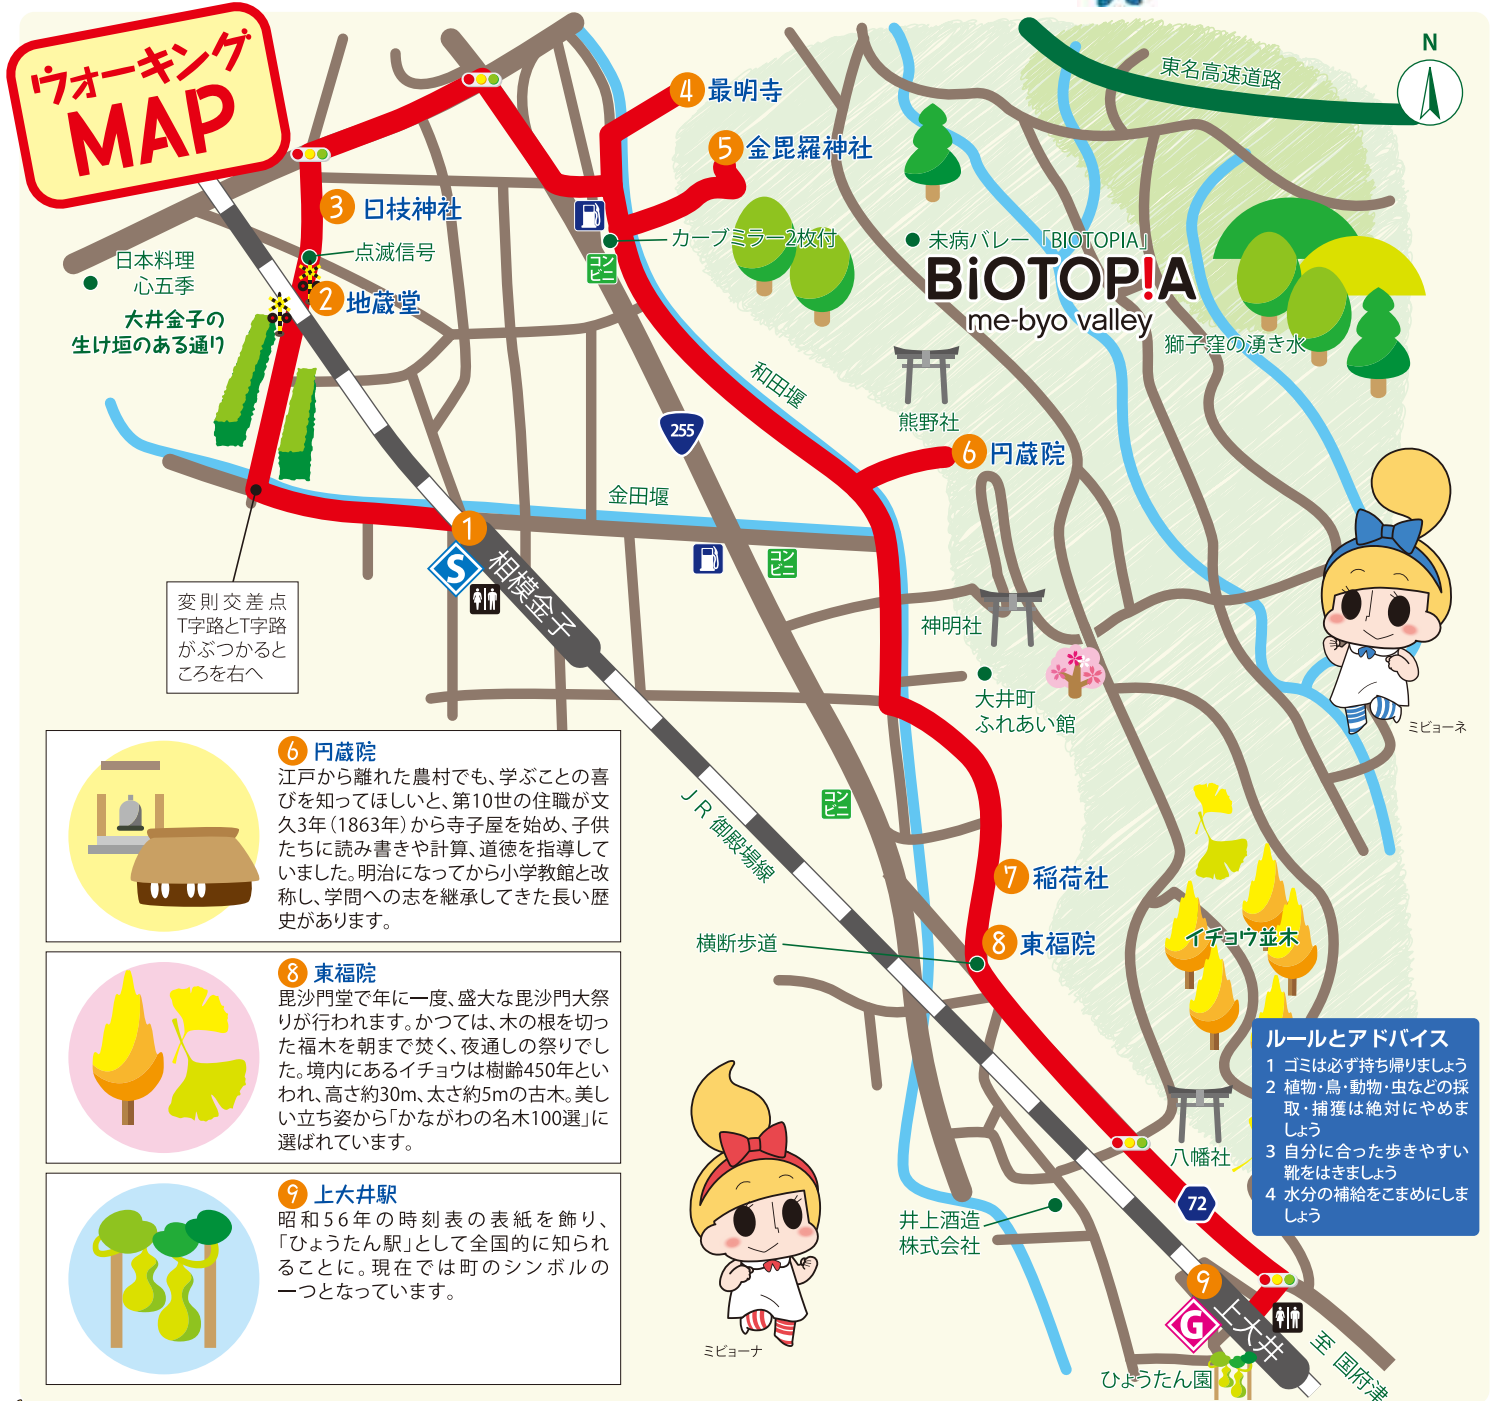 ウォーキング
MAP
N
東名高速道路
4 最明寺
5 金毘羅神社
3 日枝神社
点滅信号
カーブミラー2枚付
コン
ビニ
日本料理
心五季
2 地蔵堂
大井金子の
生け垣のある通り
未病バレー「BIOTOPIA」
BiOTOP!A
me-byo valley
獅子窪の湧き水
和田堰
熊野社
255
6 円蔵院
金田堰
1
S
相模金子
コン
ビニ
変則交差点
T字路とT字路
がぶつかると
ころを右へ
神明社
大井町
ふれあい館
ミビョーネ
6 円蔵院
江戸から離れた農村でも、学ぶことの喜
びを知ってほしいと、第10世の住職が文
久3年(1863年)から寺子屋を始め、子供
たちに読み書きや計算、道徳を指導して
いました。明治になってから小学教館と改
称し、学問への志を継承してきた長い歴
史があります。
JR 御殿場線
コン
ビニ
7 稲荷社
8 東福院
横断歩道
イチョウ並木
8 東福院
毘沙門堂で年に一度、盛大な毘沙門大祭
りが行われます。かつては、木の根を切っ
た福木を朝まで焚く、夜通しの祭りでし
た。境内にあるイチョウは樹齢450年とい
われ、高さ約30m、太さ約5mの古木。美し
い立ち姿から「かながわの名木100選」に
選ばれています。
ルールとアドバイス
1 ゴミは必ず持ち帰りましょう
2 植物・鳥・動物・虫などの採
取・捕獲は絶対にやめま
しょう
3 自分に合った歩きやすい
靴をはきましょう
4 水分の補給をこまめにしま
しょう
八幡社
72
井上酒造
株式会社
9 上大井駅
昭和56年の時刻表の表紙を飾り、
「ひょうたん駅」として全国的に知られ
ることに。現在では町のシンボルの
一つとなっています。
ミビョーナ
9
G
上大井
至 国府津
ひょうたん園